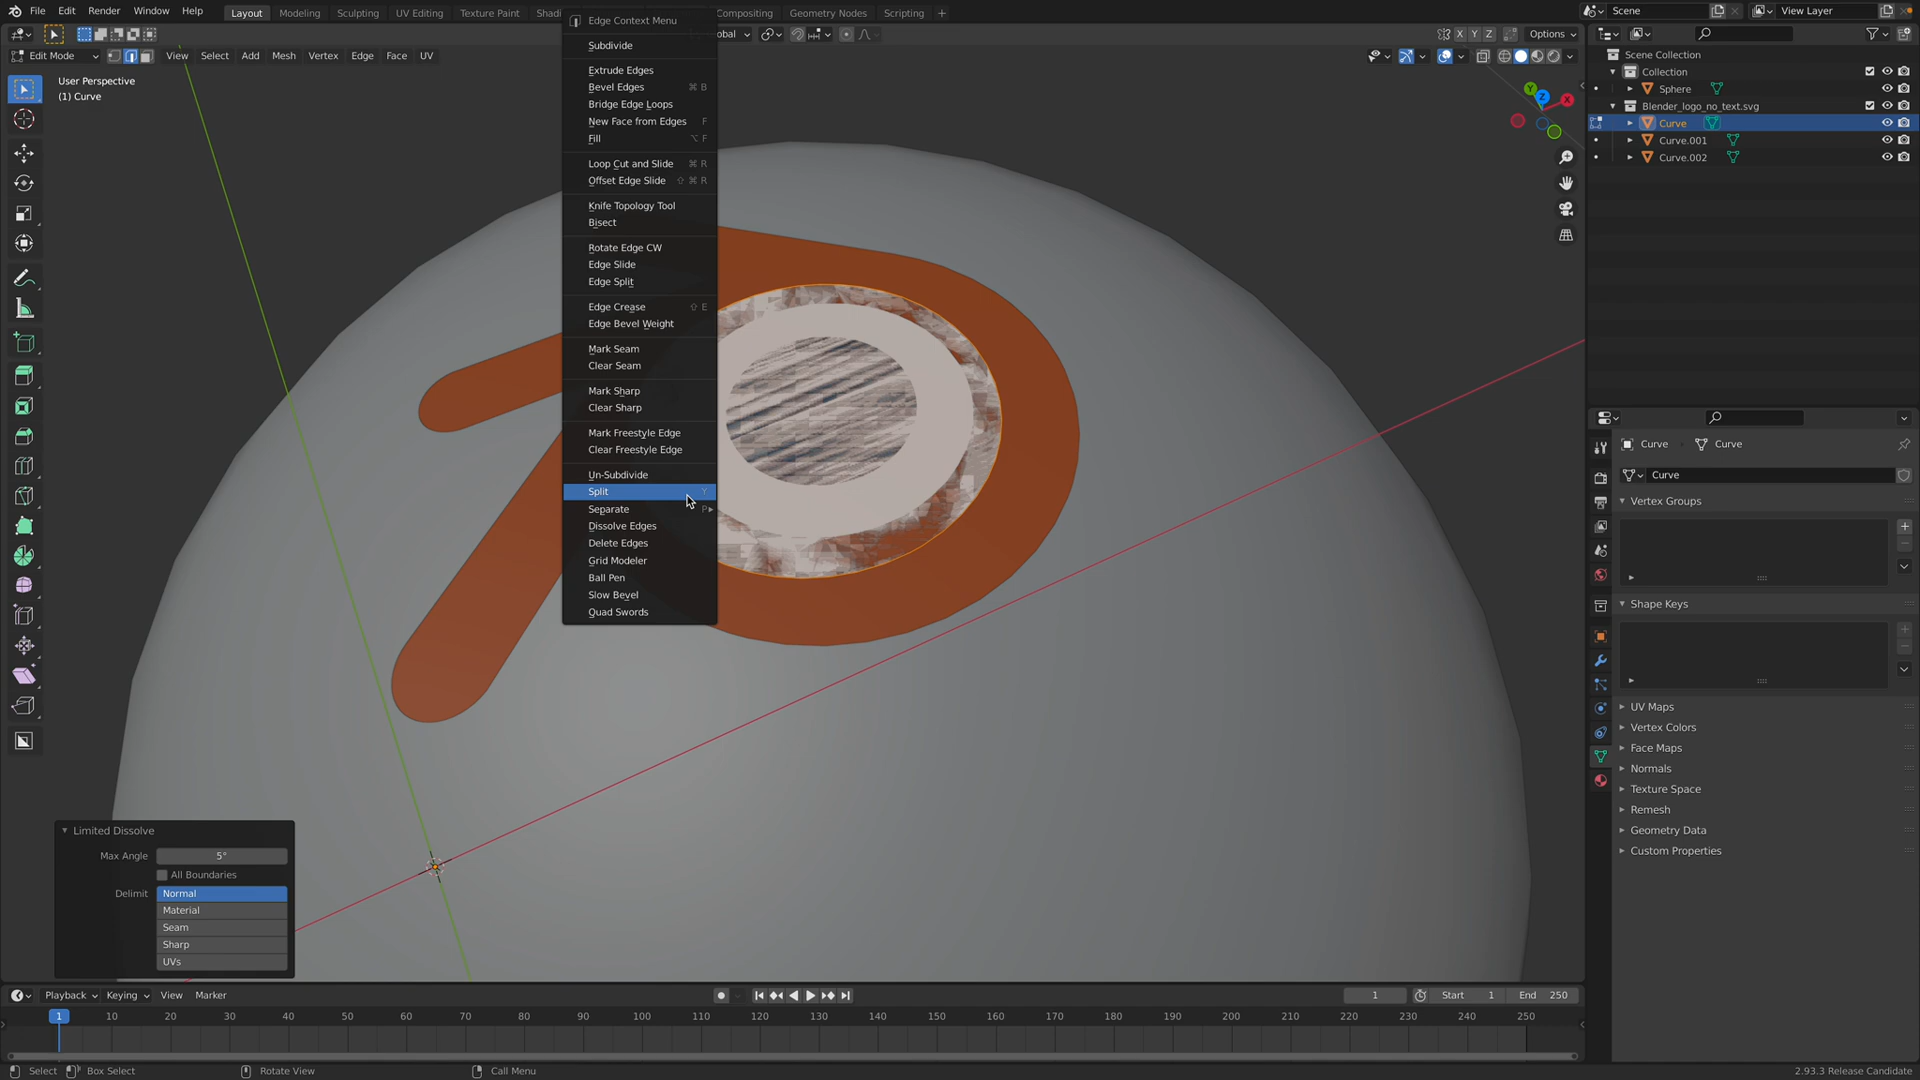 File Edit Render Window Help Layout Modeling Sculpting UV Editing Texture Paint Shadi Compositing Geometry Nodes Scripting + Scene View Layer
obal X Y Z Options
Edit Mode View Select Add Mesh Vertex Edge Face UV
User Perspective
(1) Curve
Edge Context Menu
Subdivide
Extrude Edges
Bevel Edges ⌘ B
Bridge Edge Loops
New Face from Edges F
Fill ⌥ F
Loop Cut and Slide ⌘ R
Offset Edge Slide ⇧ ⌘ R
Knife Topology Tool
Bisect
Rotate Edge CW
Edge Slide
Edge Split
Edge Crease ⇧ E
Edge Bevel Weight
Mark Seam
Clear Seam
Mark Sharp
Clear Sharp
Mark Freestyle Edge
Clear Freestyle Edge
Un-Subdivide
Split Y
Separate P
Dissolve Edges
Delete Edges
Grid Modeler
Ball Pen
Slow Bevel
Quad Swords
Y Z X
Scene Collection
Collection
Sphere
Blender_logo_no_text.svg
Curve
Curve.001
Curve.002
Curve Curve
Curve
Vertex Groups
Shape Keys
UV Maps
Vertex Colors
Face Maps
Normals
Texture Space
Remesh
Geometry Data
Custom Properties
Limited Dissolve
Max Angle 5°
All Boundaries
Delimit Normal
Material
Seam
Sharp
UVs
Playback Keying View Marker 1 Start 1 End 250
1 10 20 30 40 50 60 70 80 90 100 110 120 130 140 150 160 170 180 190 200 210 220 230 240 250
Select Box Select Rotate View Call Menu 2.93.3 Release Candidate